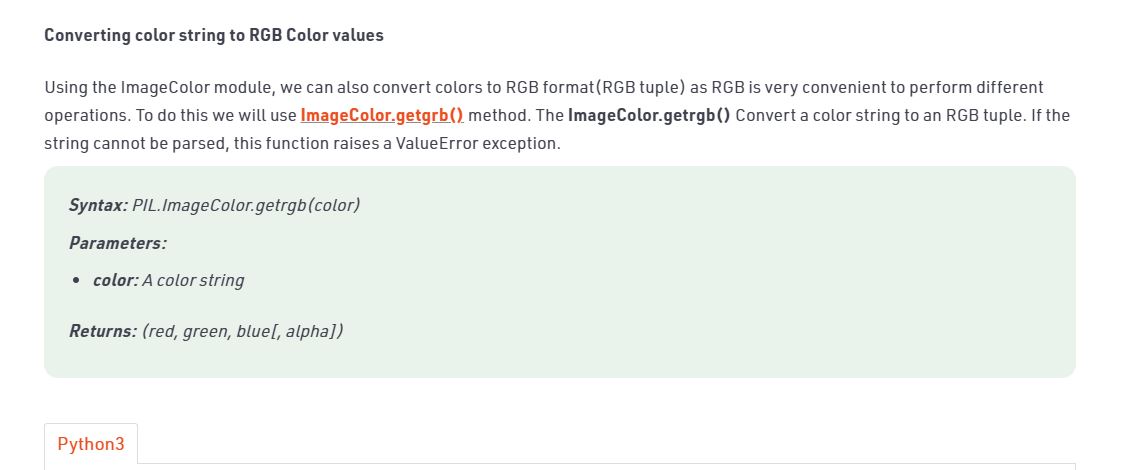 Converting color string to RGB Color values
Using the ImageColor module, we can also convert colors to RGB format(RGB tuple) as RGB is very convenient to perform different
operations. To do this we will use ImageColor.getgrb() method. The ImageColor.getrgb() Convert a color string to an RGB tuple. If the
string cannot be parsed, this function raises a ValueError exception.
Syntax: PIL.ImageColor.getrgb(color)
Parameters:
• color: A color string
Returns: (red, green, blue[, alpha])
Python3